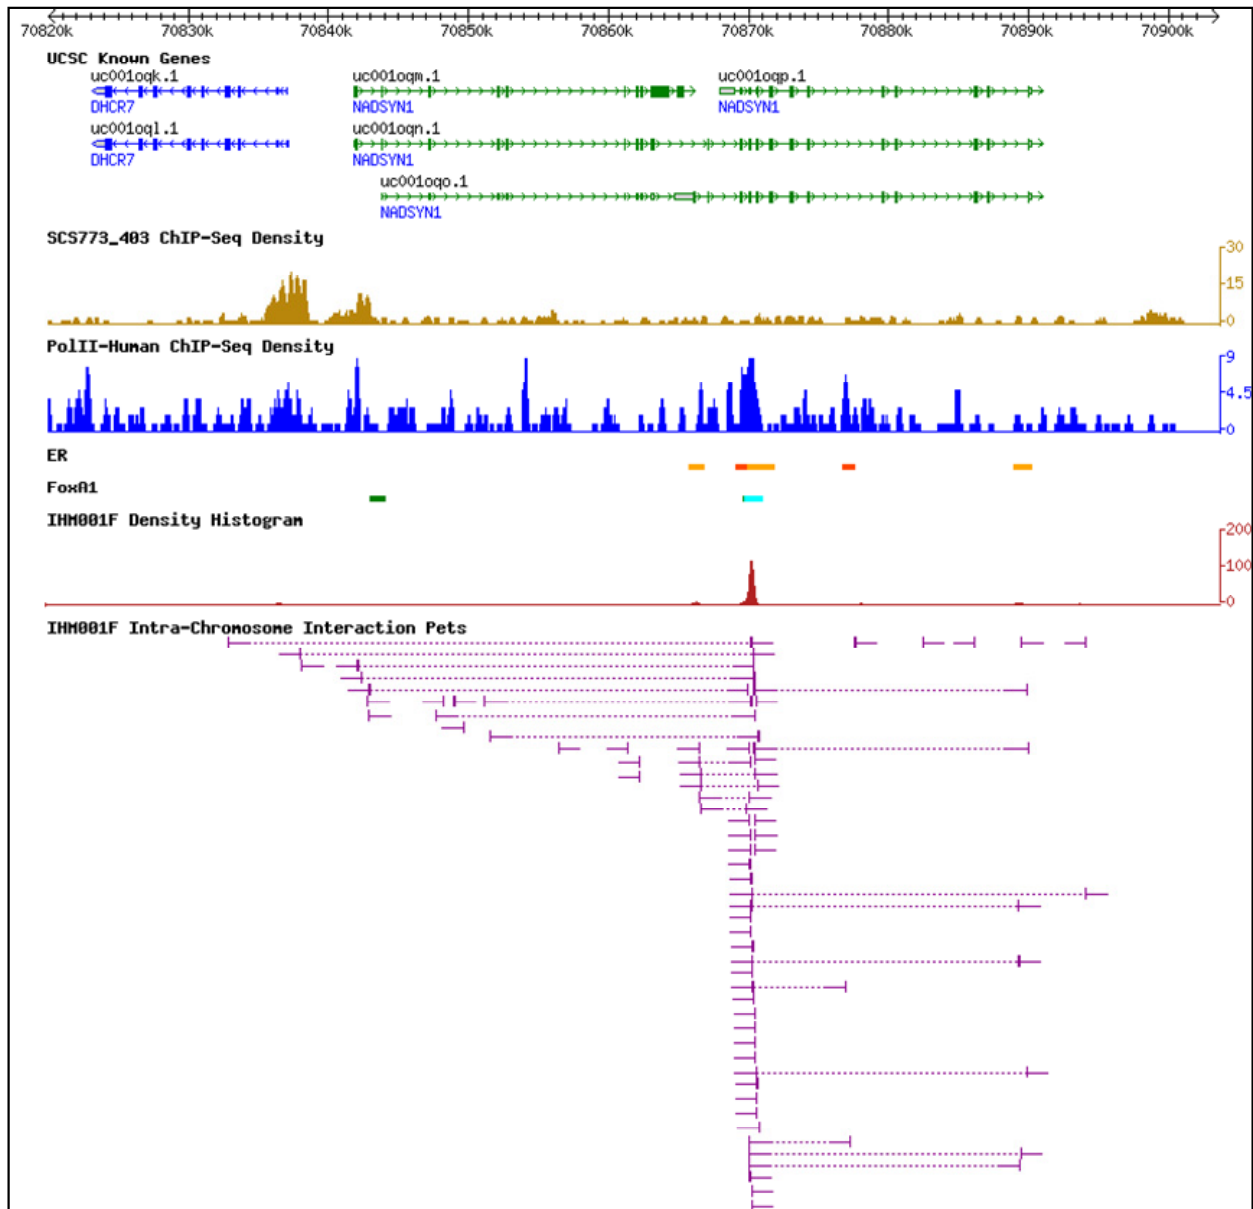 70820k 70830k 70840k 70850k 70860k 70870k 70880k 70890k 70900k
UCSC Known Genes
uc001oqk.1 uc001oqm.1 uc001oqp.1
DHCR7 NADSYN1 NADSYN1
uc001oql.1 uc001oqn.1
DHCR7 NADSYN1
uc001oqo.1
NADSYN1
SCS773_403 ChIP-Seq Density
30
15
0
PolII-Human ChIP-Seq Density
9
4.5
0
ER
FoxA1
IHM001F Density Histogram
200
100
0
IHM001F Intra-Chromosome Interaction Pets